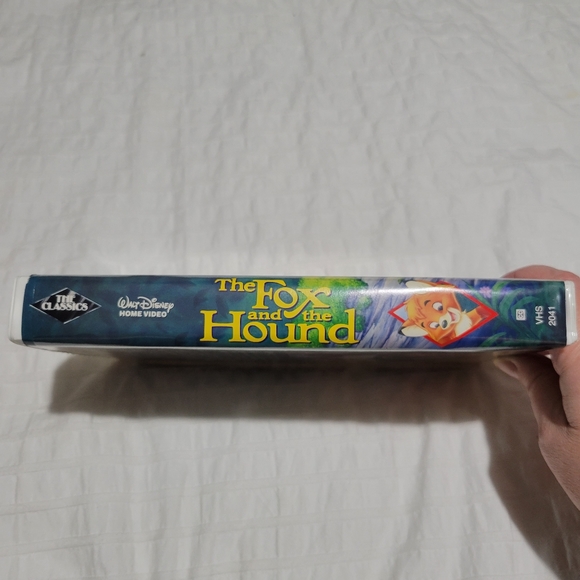 THE
CLASSICS
WALT DISNEY
HOME VIDEO
The Fox
and the
Hound
VHS
2041